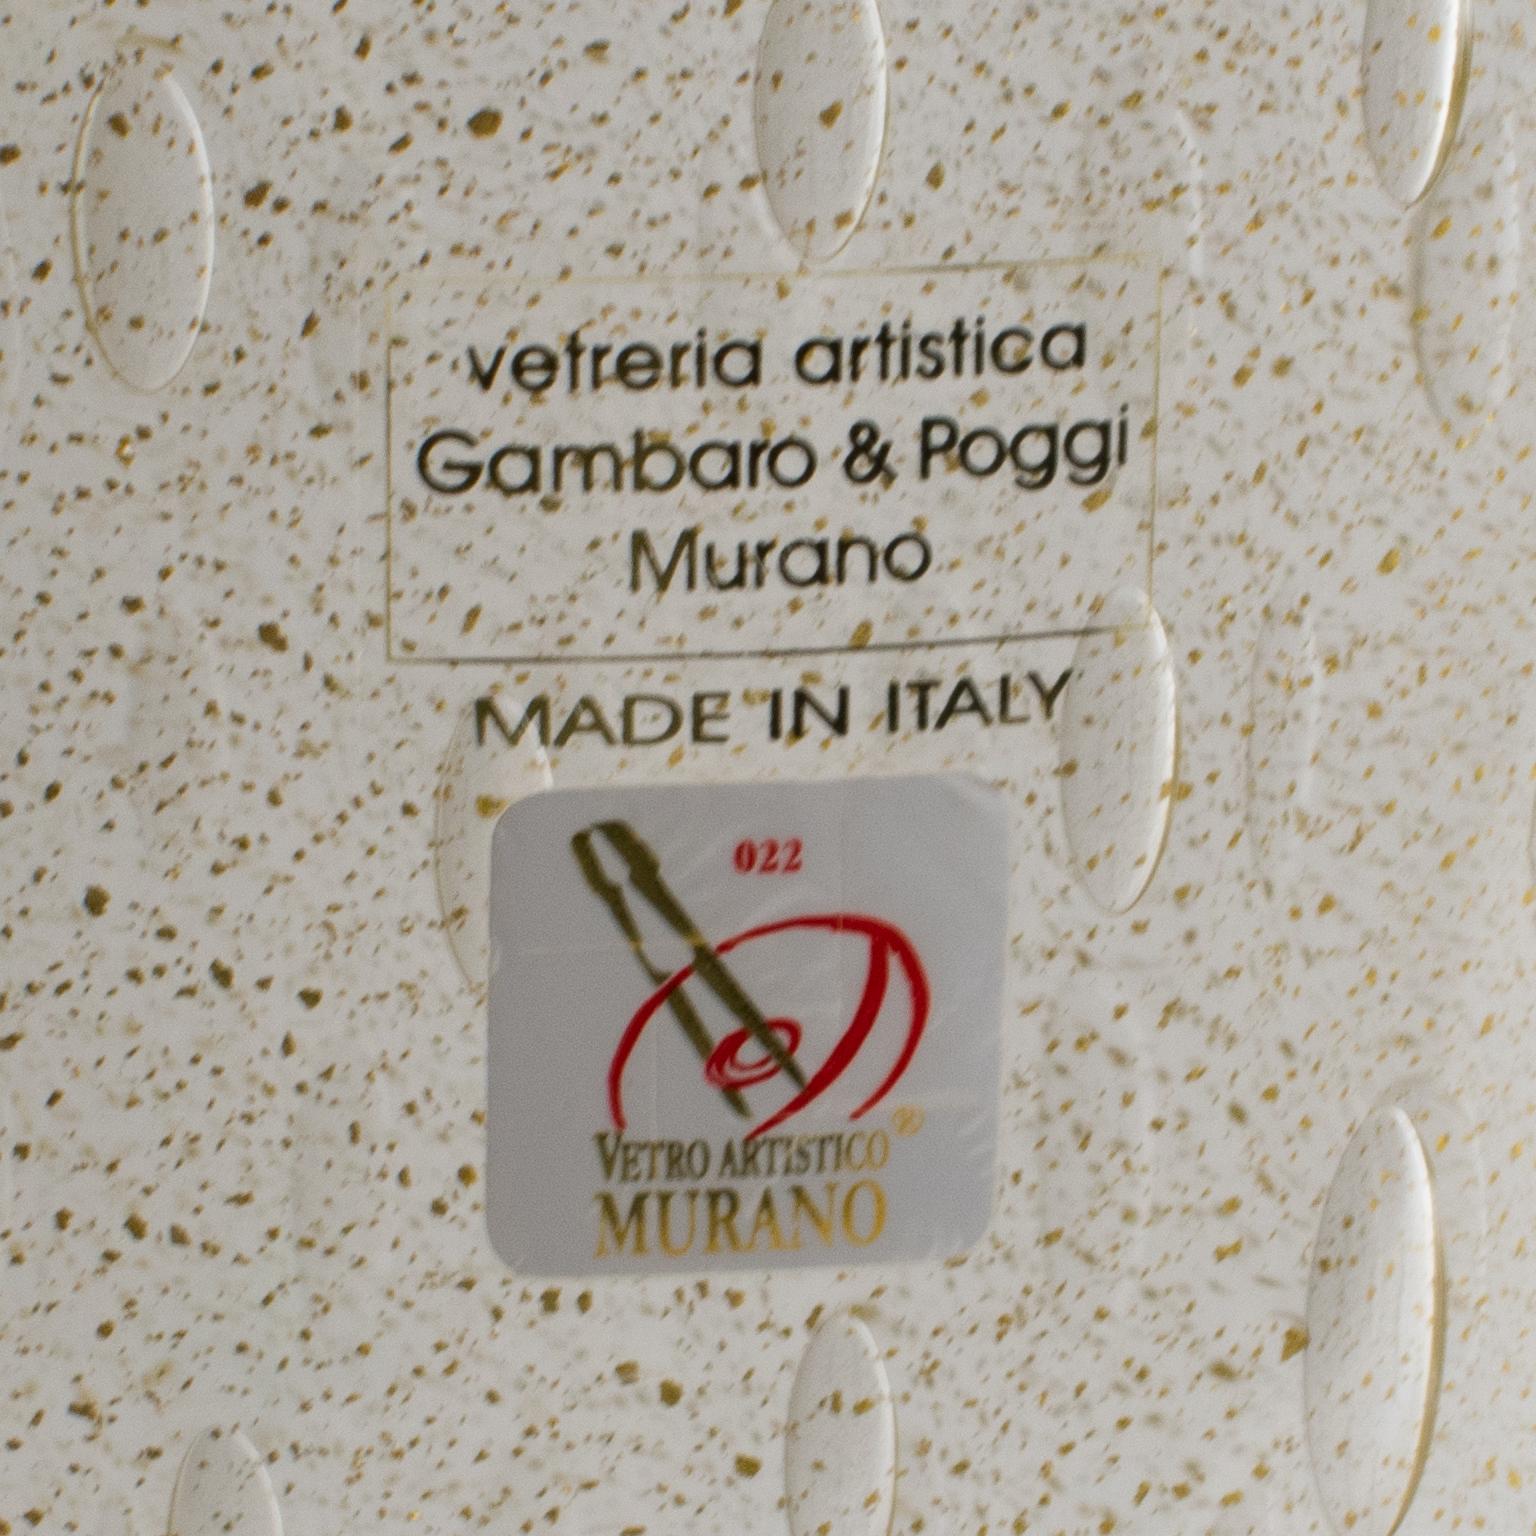 vetreria artistica
Gambaro & Poggi
Murano
MADE IN ITALY
022
VETRO ARTISTICO®
MURANO